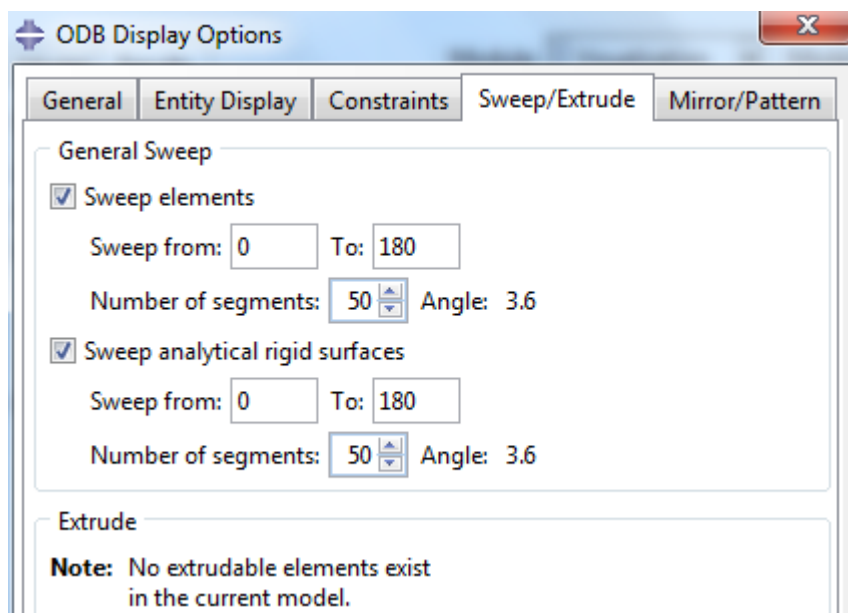 ODB Display Options
General Entity Display Constraints Sweep/Extrude Mirror/Pattern
General Sweep
Sweep elements
Sweep from: 0 To: 180
Number of segments: 50 Angle: 3.6
Sweep analytical rigid surfaces
Sweep from: 0 To: 180
Number of segments: 50 Angle: 3.6
Extrude
Note: No extrudable elements exist
in the current model.